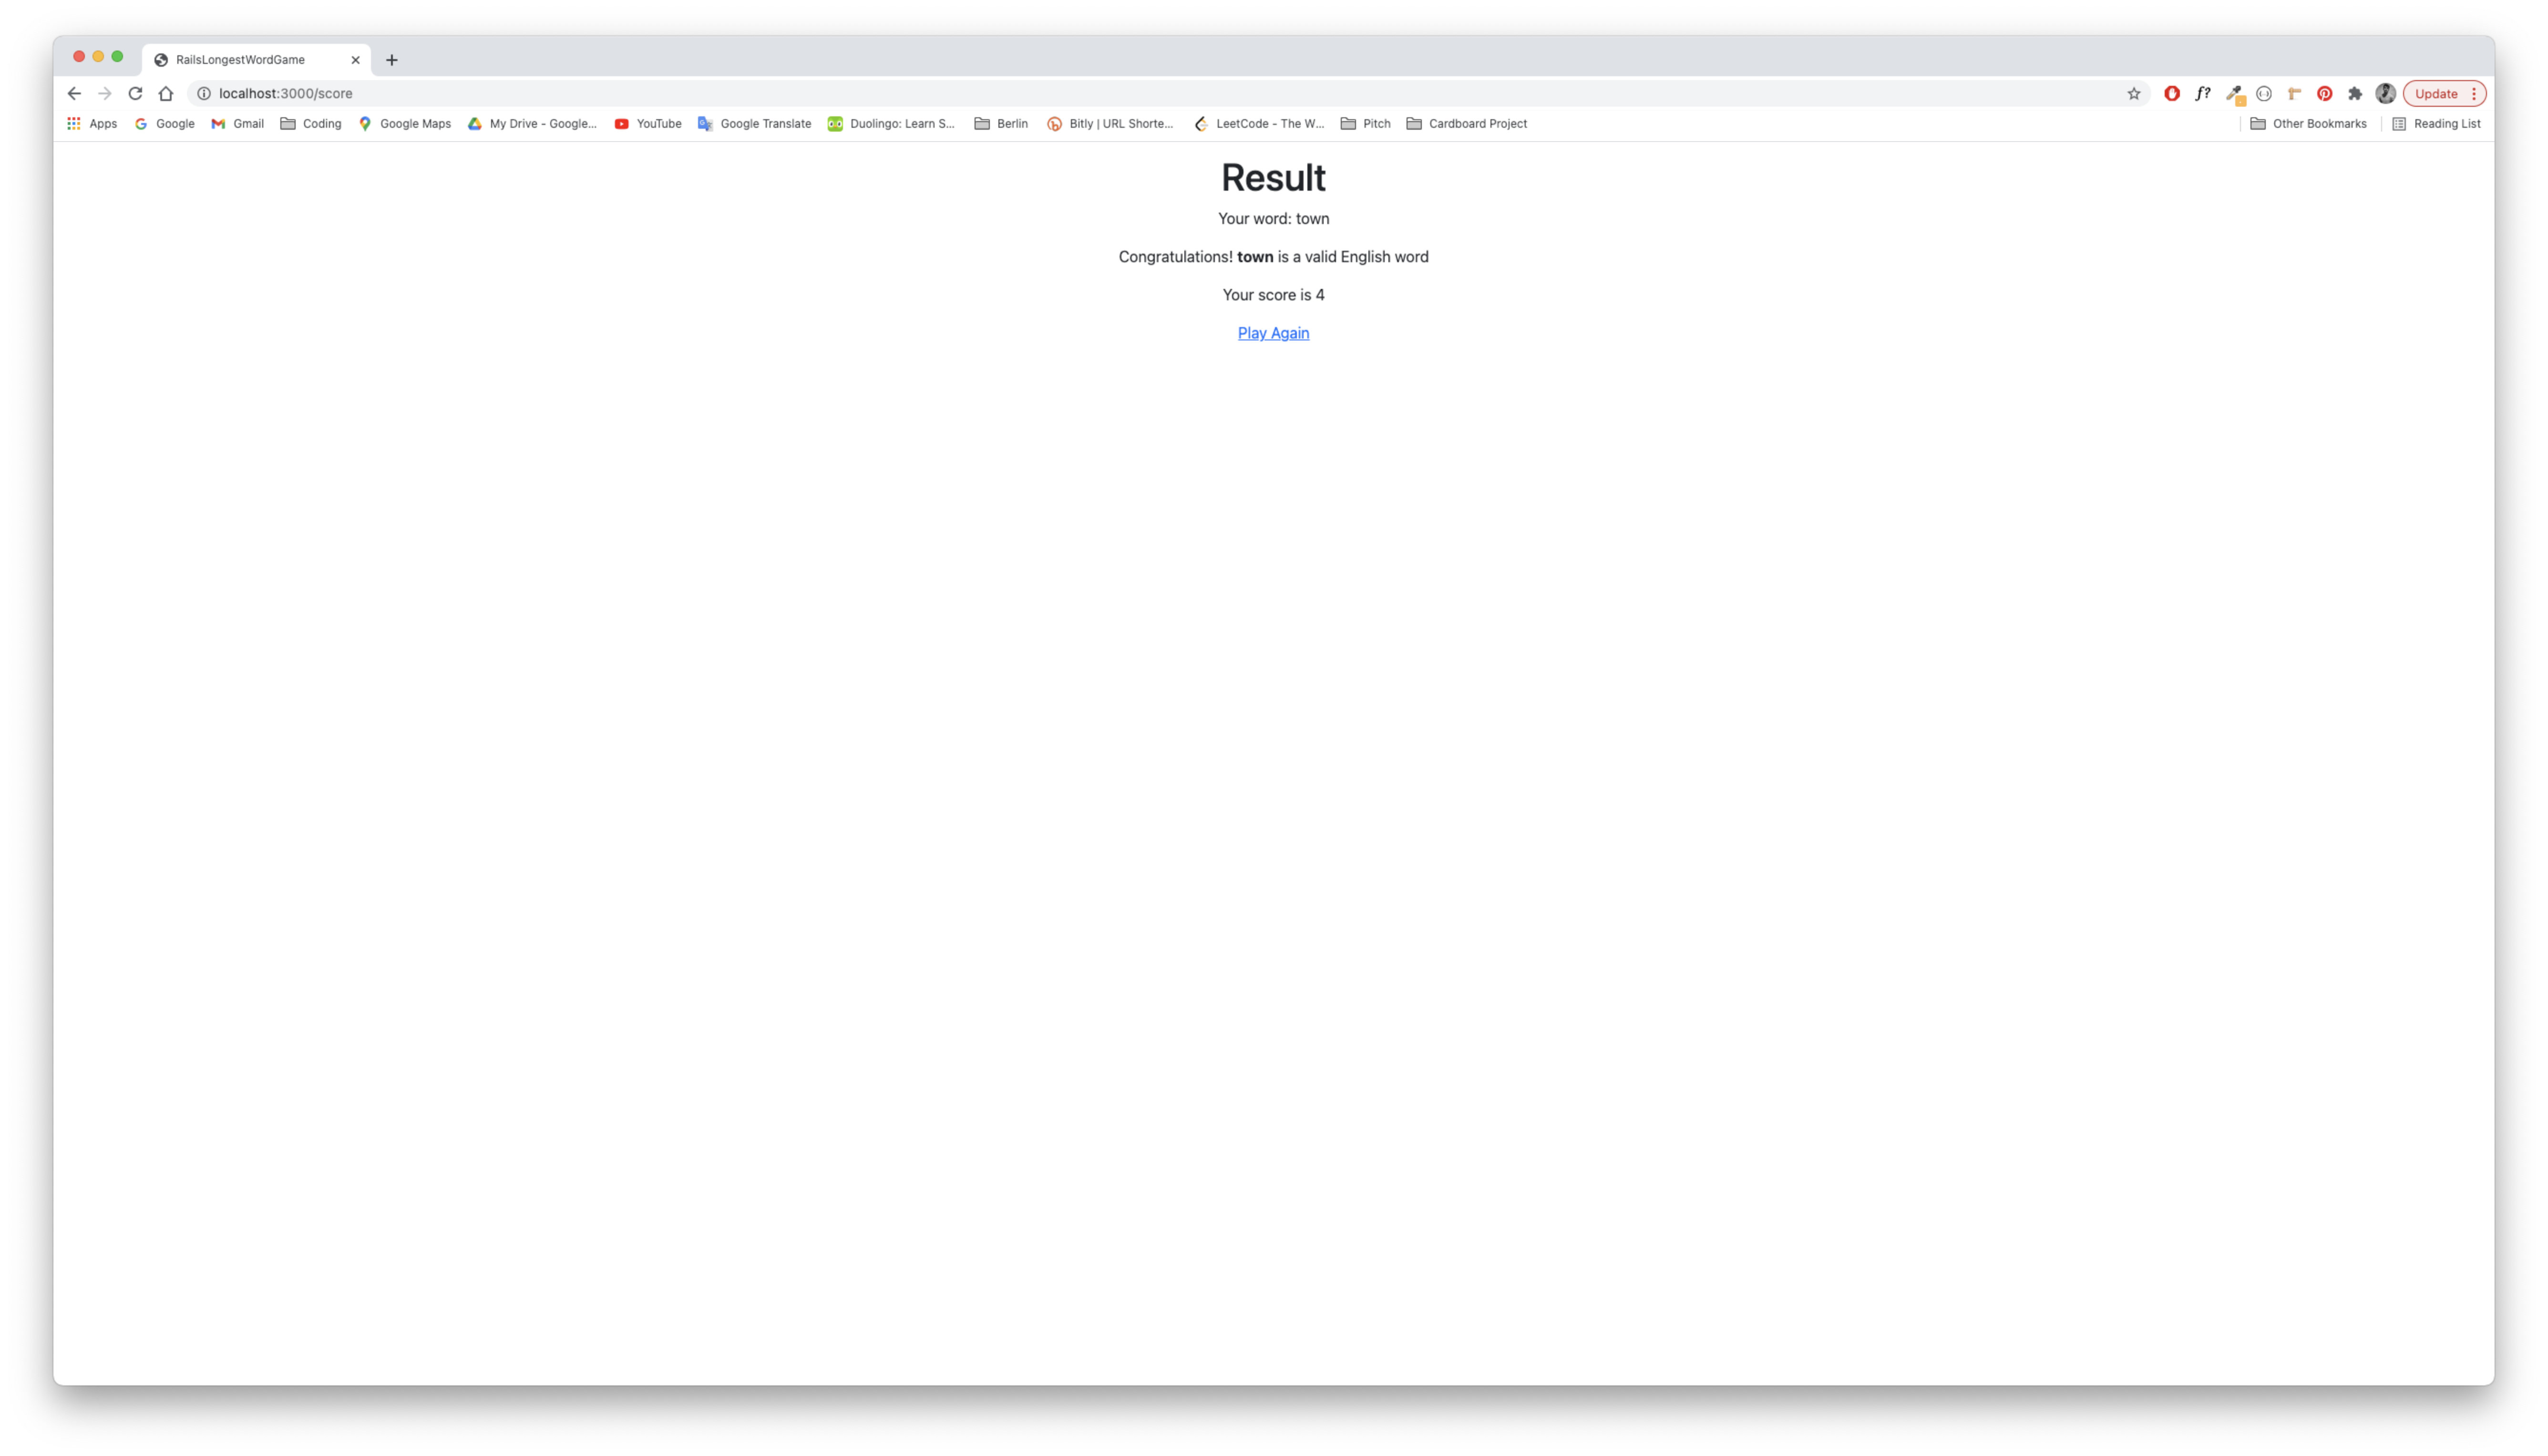 RailsLongestWordGame
localhost:3000/score
f?
Update
Apps Google Gmail Coding Google Maps My Drive - Google... YouTube Google Translate Duolingo: Learn S... Berlin Bitly | URL Shorte... LeetCode - The W... Pitch Cardboard Project Other Bookmarks Reading List
Result
Your word: town
Congratulations! town is a valid English word
Your score is 4
Play Again